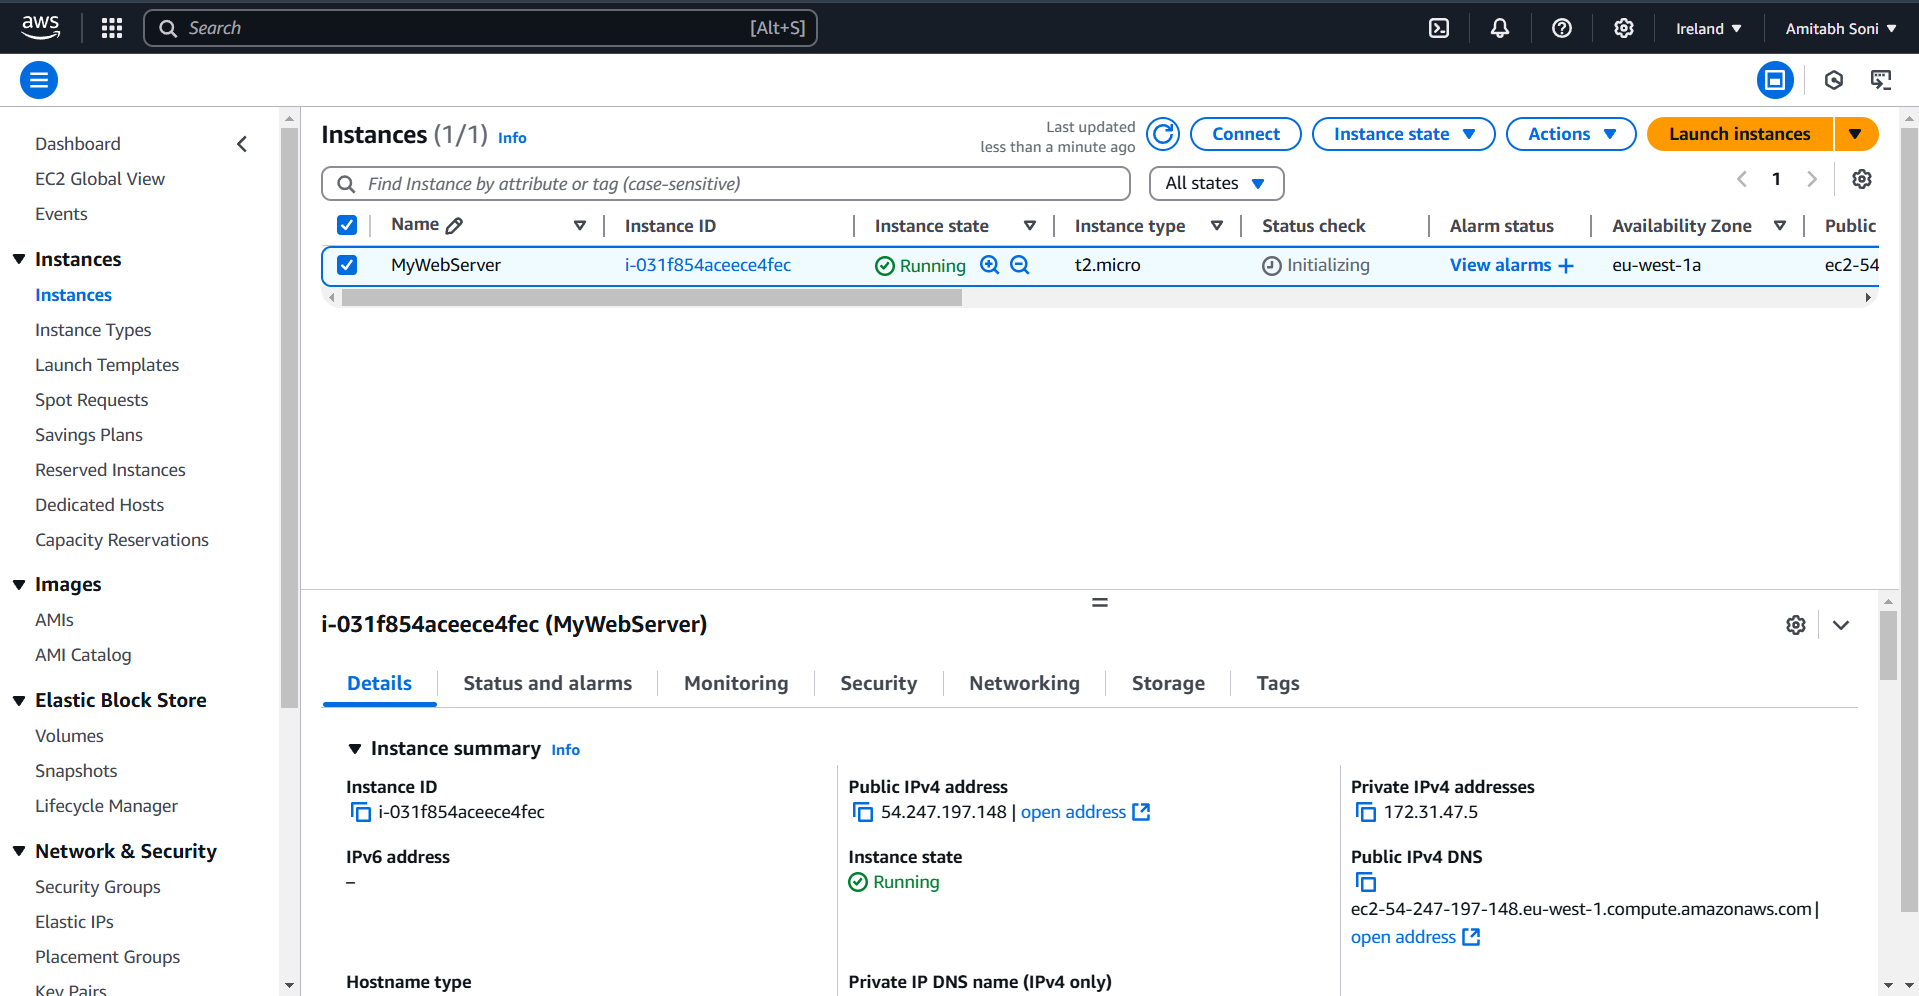 aws
Search [Alt+S]
Ireland
Amitabh Soni
Dashboard
EC2 Global View
Events
Instances
Instances
Instance Types
Launch Templates
Spot Requests
Savings Plans
Reserved Instances
Dedicated Hosts
Capacity Reservations
Images
AMIs
AMI Catalog
Elastic Block Store
Volumes
Snapshots
Lifecycle Manager
Network & Security
Security Groups
Elastic IPs
Placement Groups
Key Pairs
Instances (1/1) Info
Last updated
less than a minute ago
Connect
Instance state
Actions
Launch instances
Find Instance by attribute or tag (case-sensitive)
All states
1
Name Instance ID Instance state Instance type Status check Alarm status Availability Zone Public
MyWebServer i-031f854aceece4fec Running t2.micro Initializing View alarms + eu-west-1a ec2-54
i-031f854aceece4fec (MyWebServer)
Details Status and alarms Monitoring Security Networking Storage Tags
Instance summary Info
Instance ID
i-031f854aceece4fec
Public IPv4 address
54.247.197.148 | open address
Private IPv4 addresses
172.31.47.5
IPv6 address
–
Instance state
Running
Public IPv4 DNS
ec2-54-247-197-148.eu-west-1.compute.amazonaws.com |
open address
Hostname type
Private IP DNS name (IPv4 only)